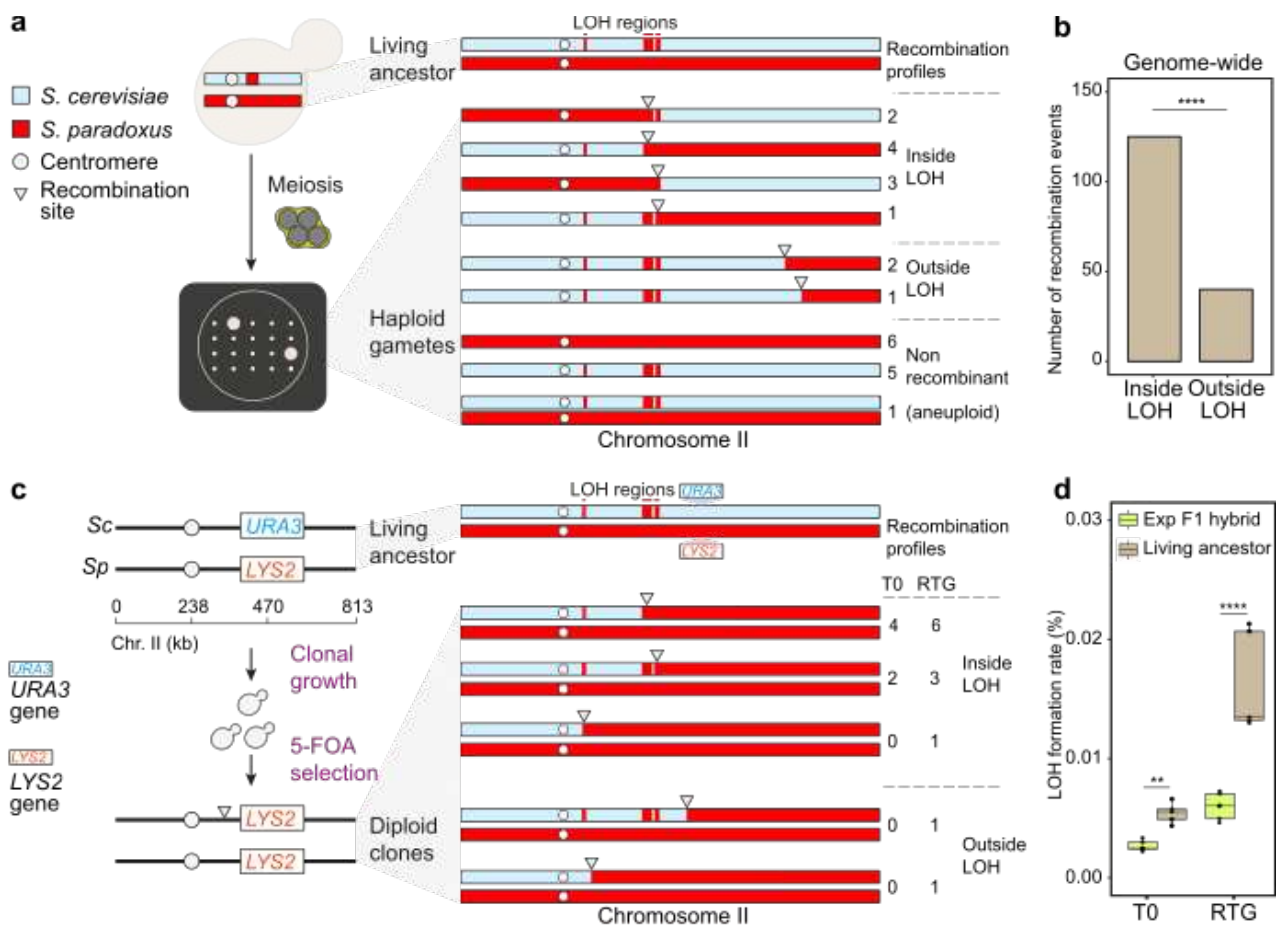 a
LOH regions
Living
ancestor
Recombination
profiles
S. cerevisiae
S. paradoxus
Centromere
Recombination
site
Meiosis
Haploid
gametes
2
4
3
1
Inside
LOH
2
1
Outside
LOH
6
5
Non
recombinant
1 (aneuploid)
Chromosome II
b
Genome-wide
****
Number of recombination events
150
100
50
0
Inside
LOH
Outside
LOH
c
Sc
URA3
Sp
LYS2
0 238 470 813
Chr. II (kb)
URA3
URA3
gene
LYS2
LYS2
gene
Clonal
growth
5-FOA
selection
LYS2
LYS2
LOH regions
URA3
Living
ancestor
LYS2
Recombination
profiles
T0 RTG
4 6
2 3
Inside
LOH
0 1
Diploid
clones
0 1
Outside
LOH
0 1
Chromosome II
d
Exp F1 hybrid
Living ancestor
LOH formation rate (%)
0.03
0.02
0.01
0.00
**
****
T0 RTG